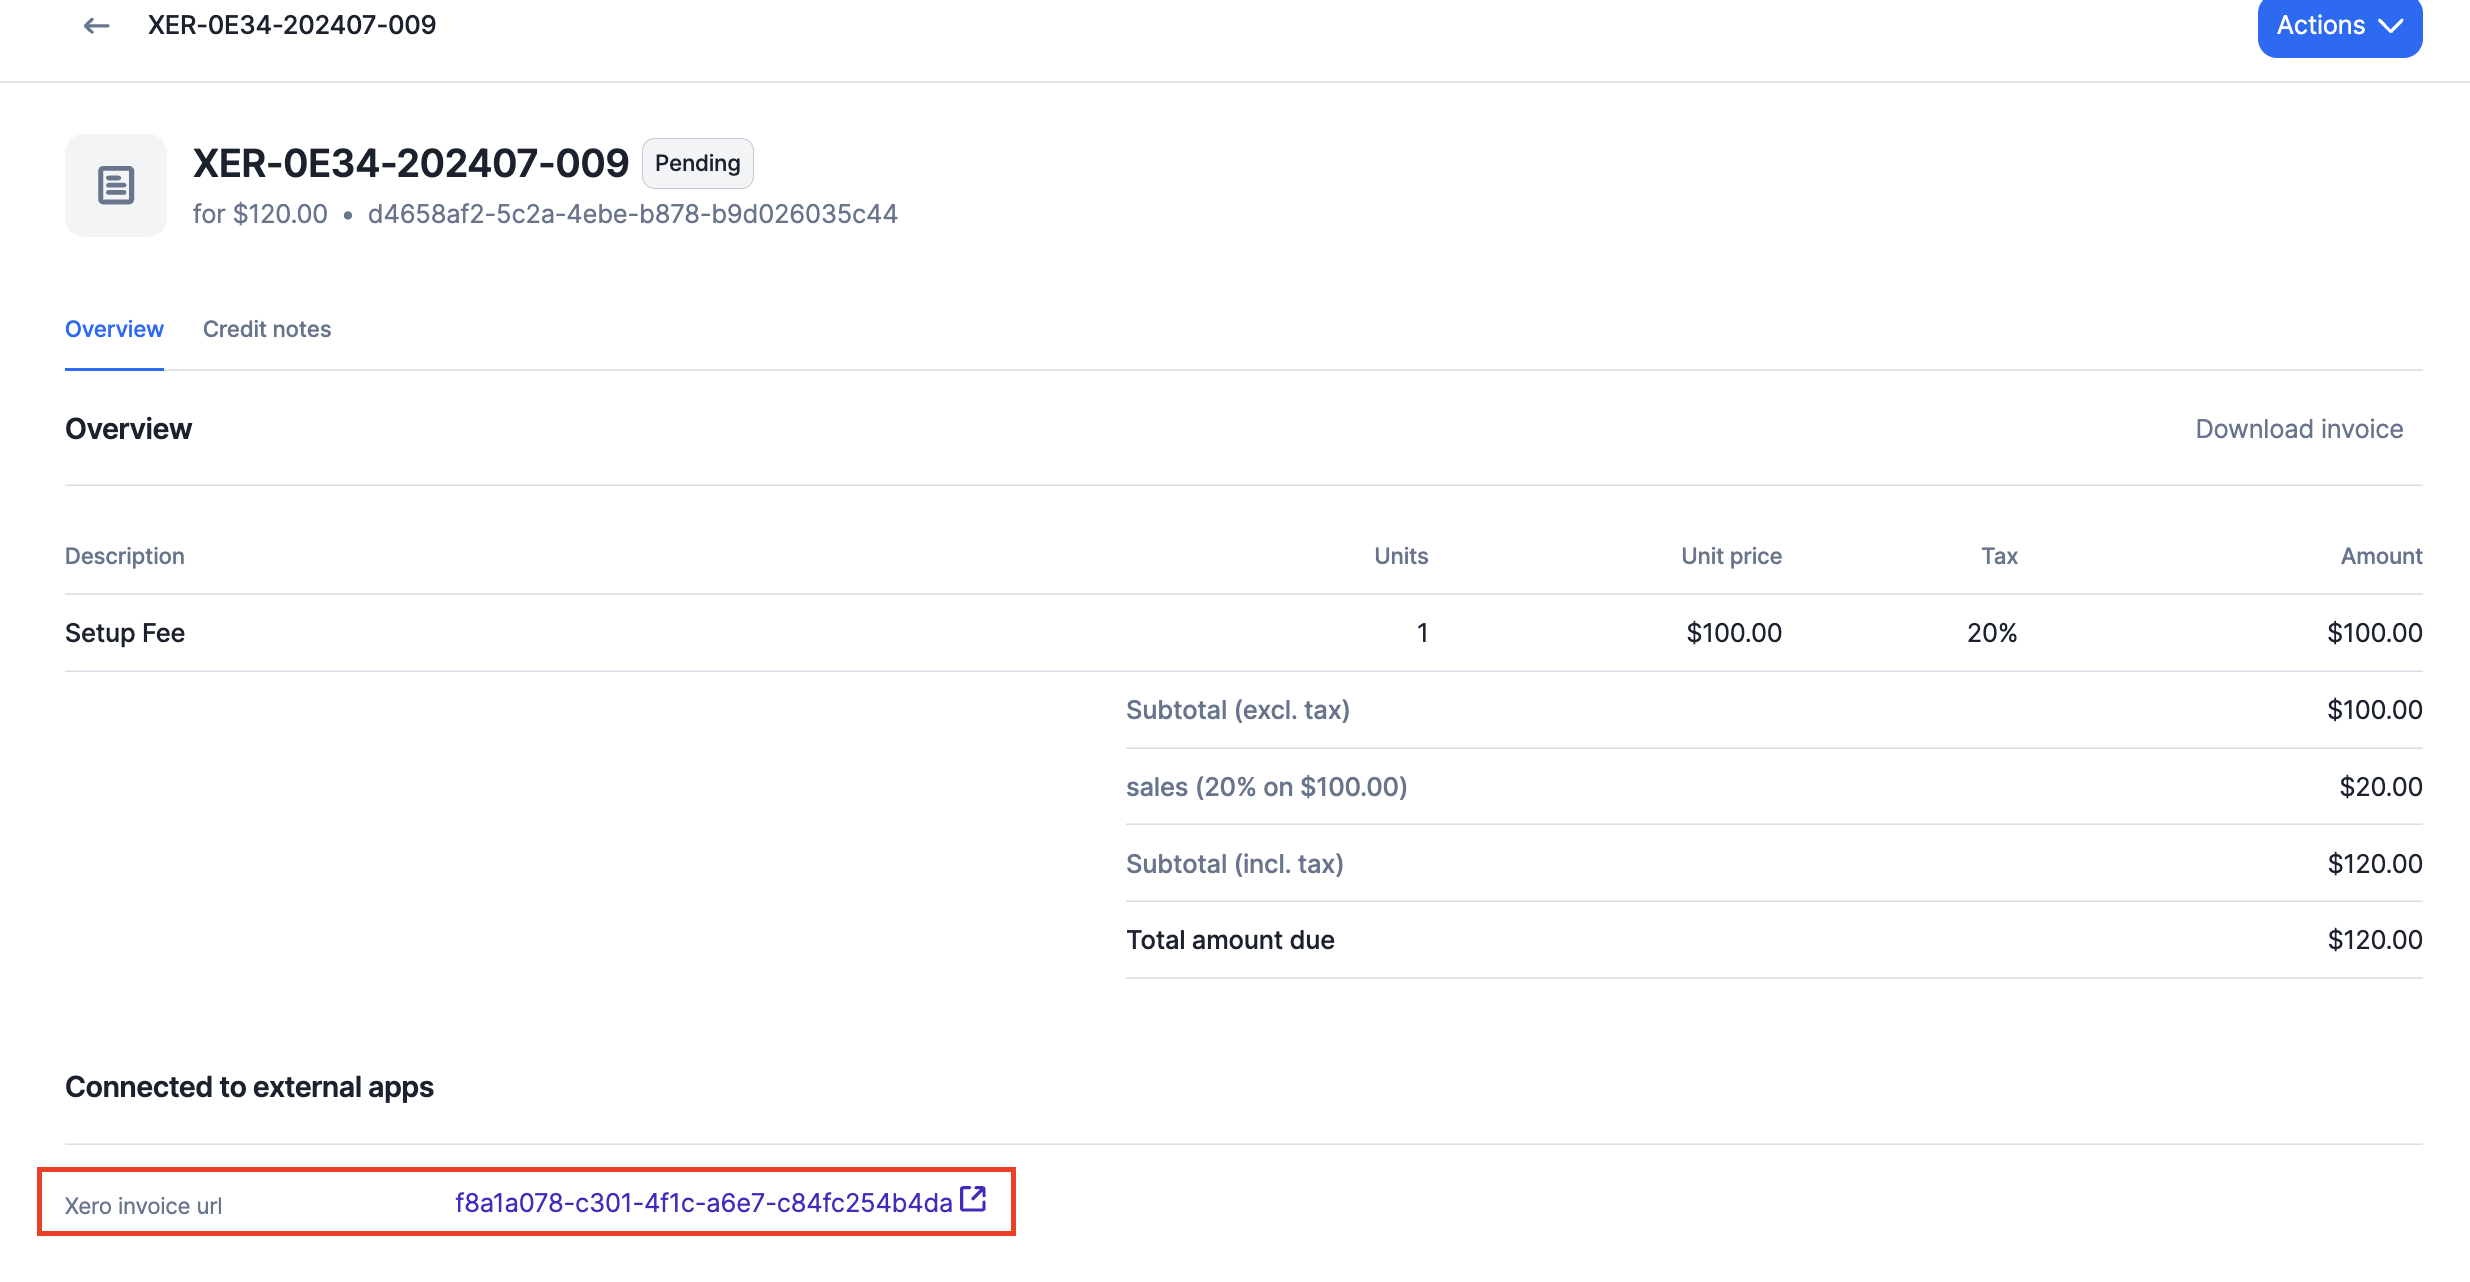 XER-0E34-202407-009
Actions
XER-0E34-202407-009 Pending
for $120.00 • d4658af2-5c2a-4ebe-b878-b9d026035c44
Overview Credit notes
Overview Download invoice
Description Units Unit price Tax Amount
Setup Fee 1 $100.00 20% $100.00
Subtotal (excl. tax) $100.00
sales (20% on $100.00) $20.00
Subtotal (incl. tax) $120.00
Total amount due $120.00
Connected to external apps
Xero invoice url f8a1a078-c301-4f1c-a6e7-c84fc254b4da